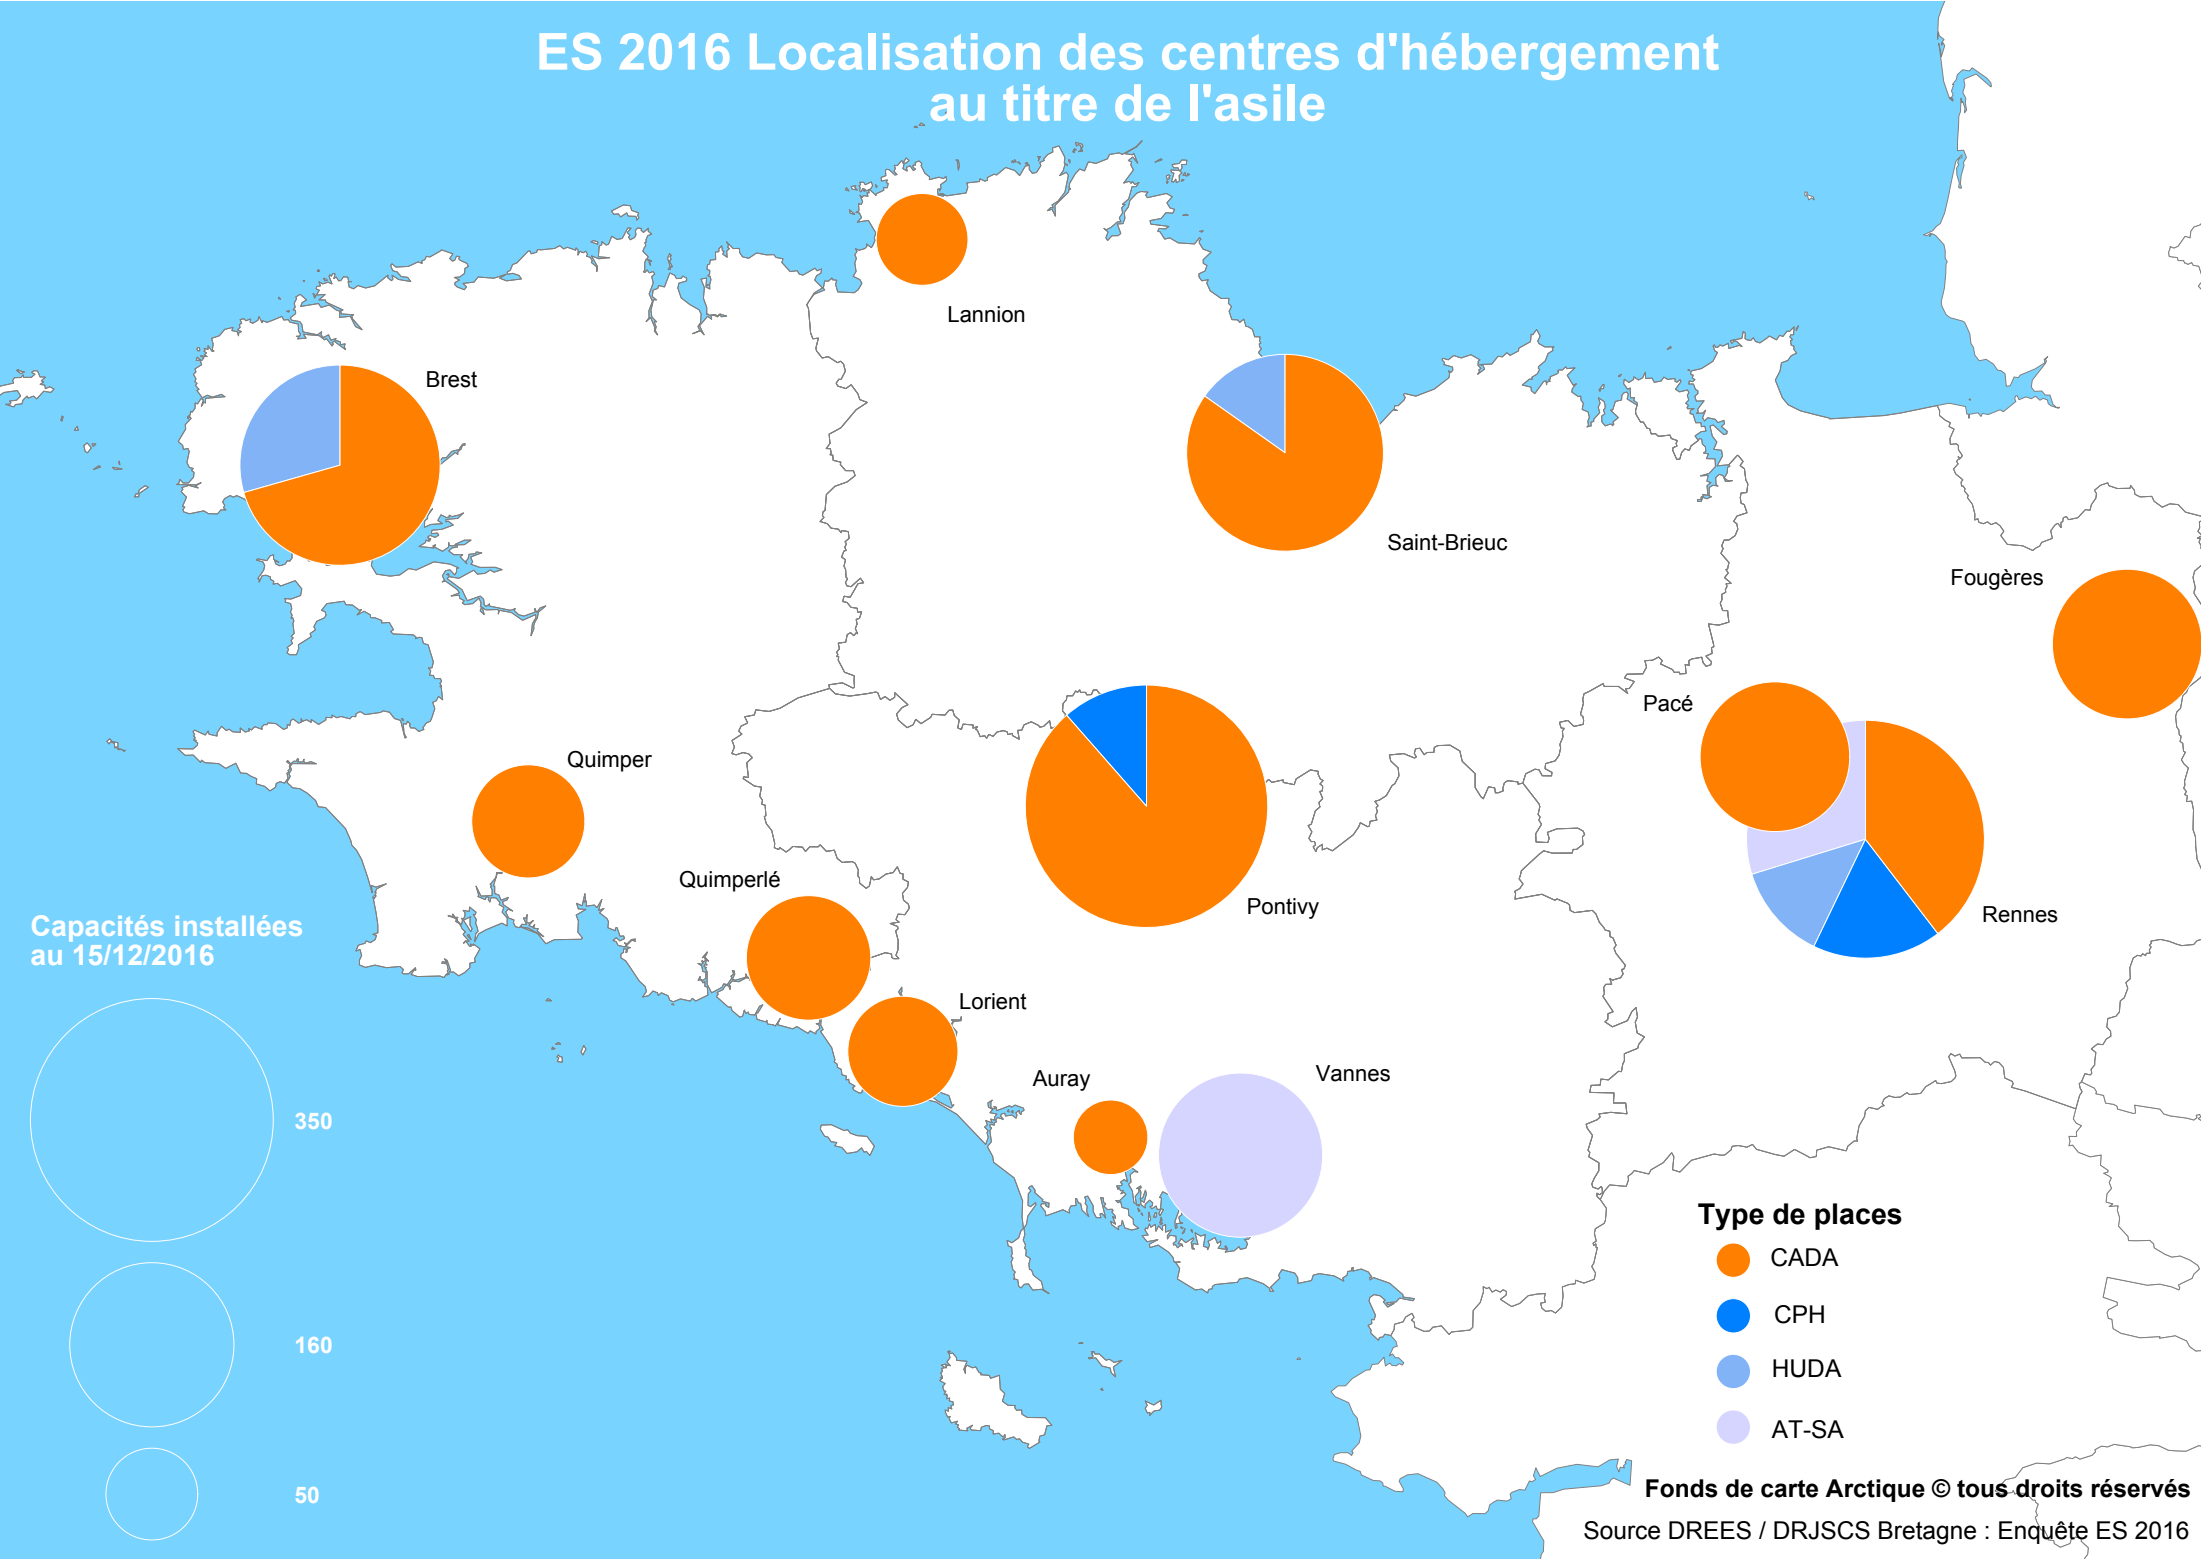 ES 2016 Localisation des centres d'hébergement
au titre de l'asile
Lannion
Brest
Saint-Brieuc
Fougères
Pacé
Quimper
Quimperlé
Pontivy
Rennes
Capacités installées
au 15/12/2016
Lorient
Auray
Vannes
350
160
50
Type de places
CADA
CPH
HUDA
AT-SA
Fonds de carte Arctique © tous droits réservés
Source DREES / DRJSCS Bretagne : Enquête ES 2016